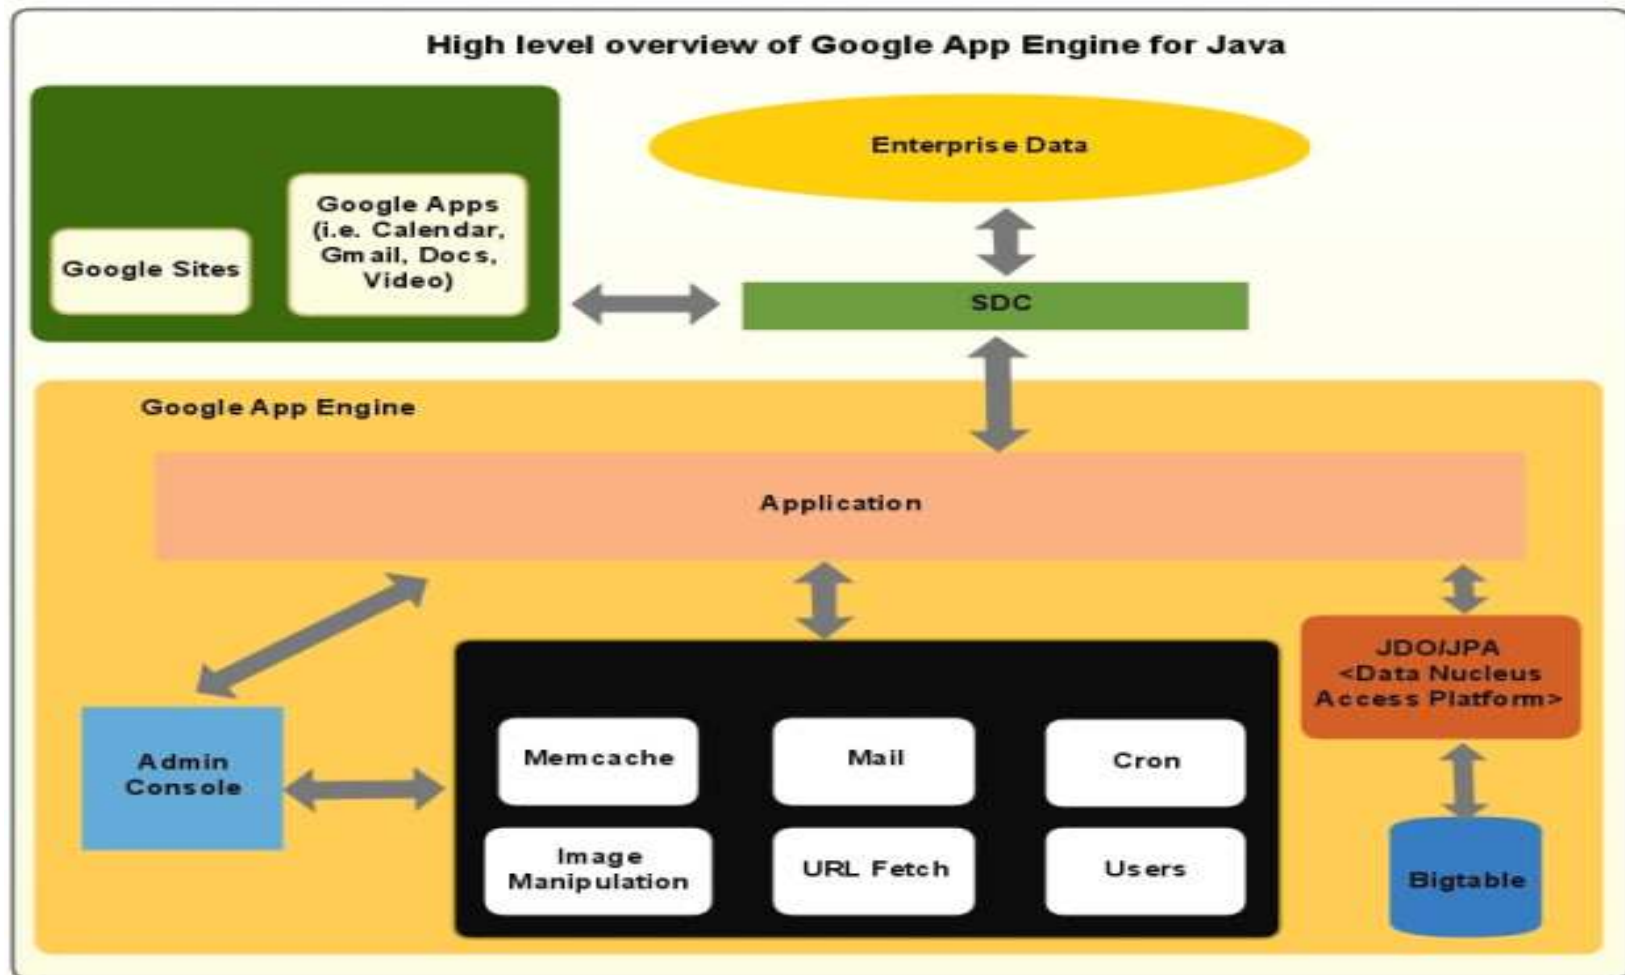 High level overview of Google App Engine for Java
Enterprise Data
Google Apps
(i.e. Calendar,
Gmail, Docs,
Video)
Google Sites
SDC
Google App Engine
Application
JDO/JPA
<Data Nucleus
Access Platform>
Admin
Console
Memcache
Mail
Cron
Image
Manipulation
URL Fetch
Users
Bigtable